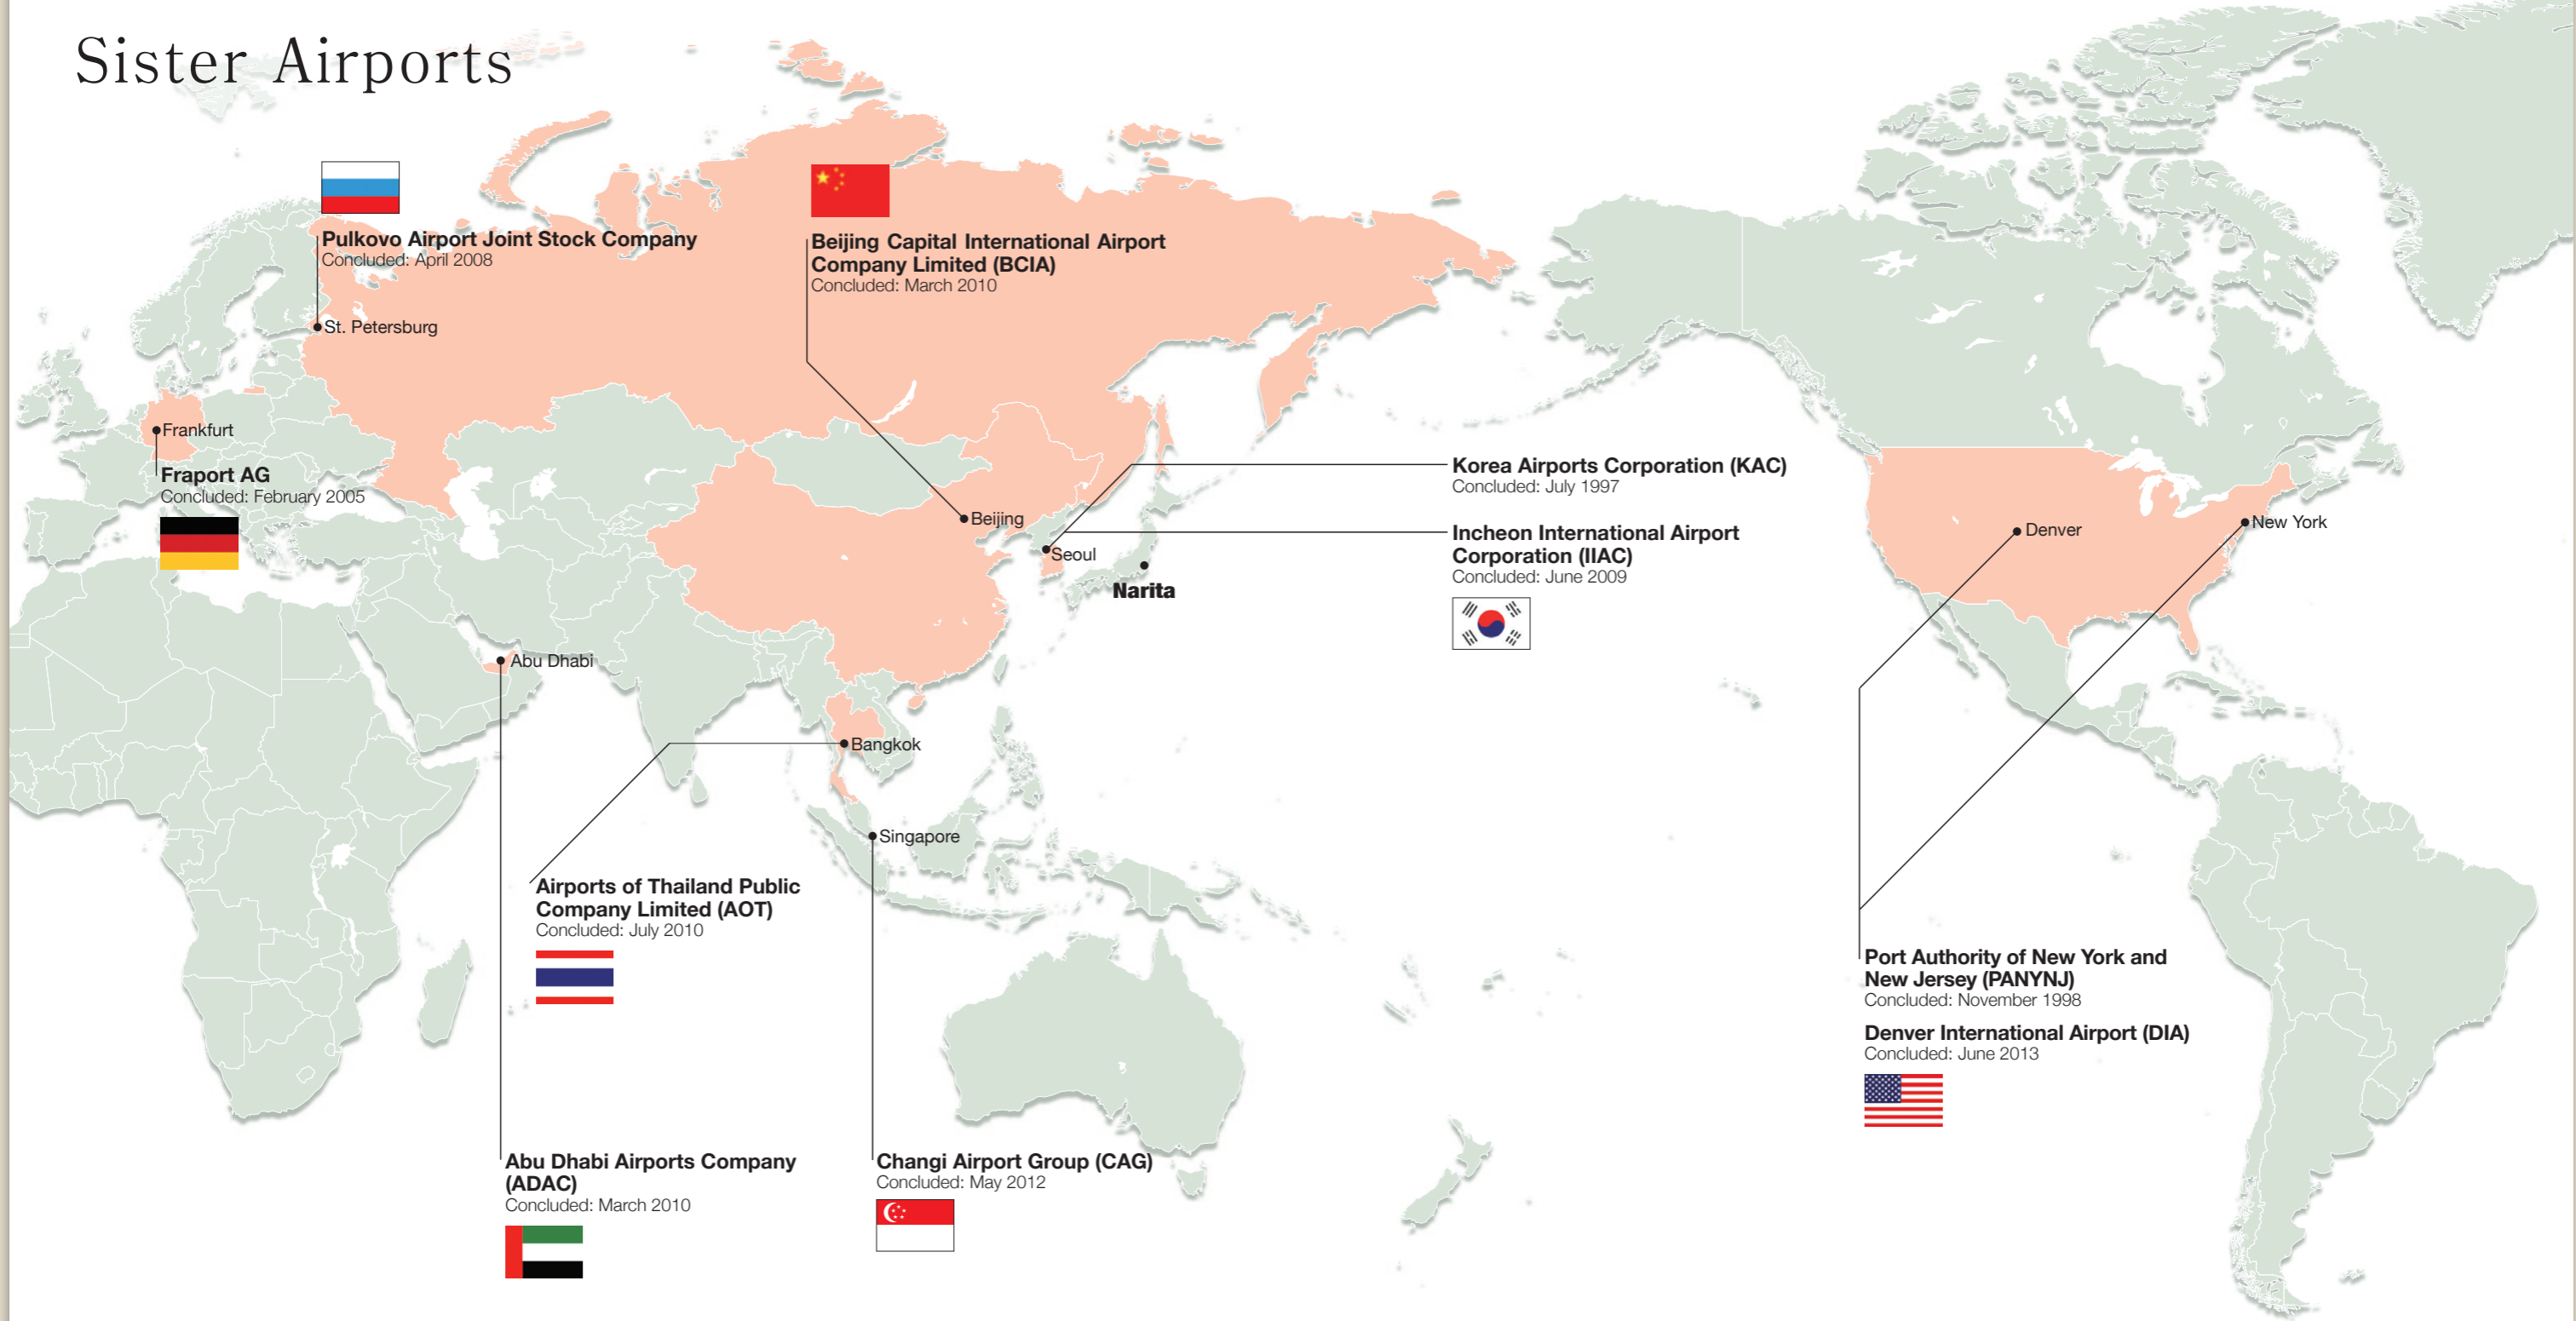 Sister Airports
Pulkovo Airport Joint Stock Company
Concluded: April 2008
St. Petersburg
Beijing Capital International Airport
Company Limited (BCIA)
Concluded: March 2010
Frankfurt
Fraport AG
Concluded: February 2005
Beijing
Seoul
Narita
Korea Airports Corporation (KAC)
Concluded: July 1997
Incheon International Airport
Corporation (IIAC)
Concluded: June 2009
Denver
New York
Abu Dhabi
Bangkok
Singapore
Airports of Thailand Public
Company Limited (AOT)
Concluded: July 2010
Port Authority of New York and
New Jersey (PANYNJ)
Concluded: November 1998
Denver International Airport (DIA)
Concluded: June 2013
Abu Dhabi Airports Company
(ADAC)
Concluded: March 2010
Changi Airport Group (CAG)
Concluded: May 2012